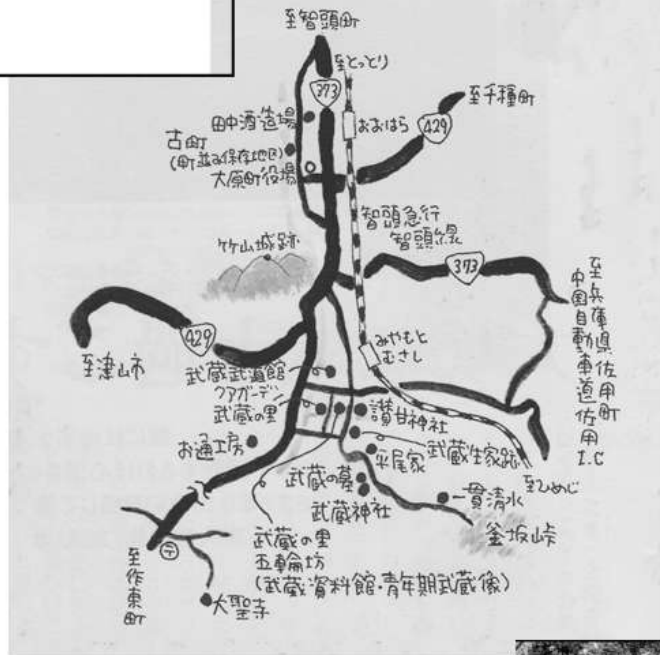 至智頭町
至とっとり
373
至千種町
田中酒造場
おおはら
429
古町
(町並み保存地区)
大原町役場
智頭急行
智頭線
竹山城跡
373
至兵庫県佐用町
中国自動車道佐用I.C
429
至津山市
みやもと
むさし
武蔵武道館
クアガーデン
武蔵の里
讃甘神社
お通工房
武蔵生家跡
平尾家
武蔵の墓
武蔵神社
一貫清水
至ひめじ
釜坂峠
武蔵の里
五輪坊
(武蔵資料館・青年期武蔵像)
〒
至作東町
大聖寺